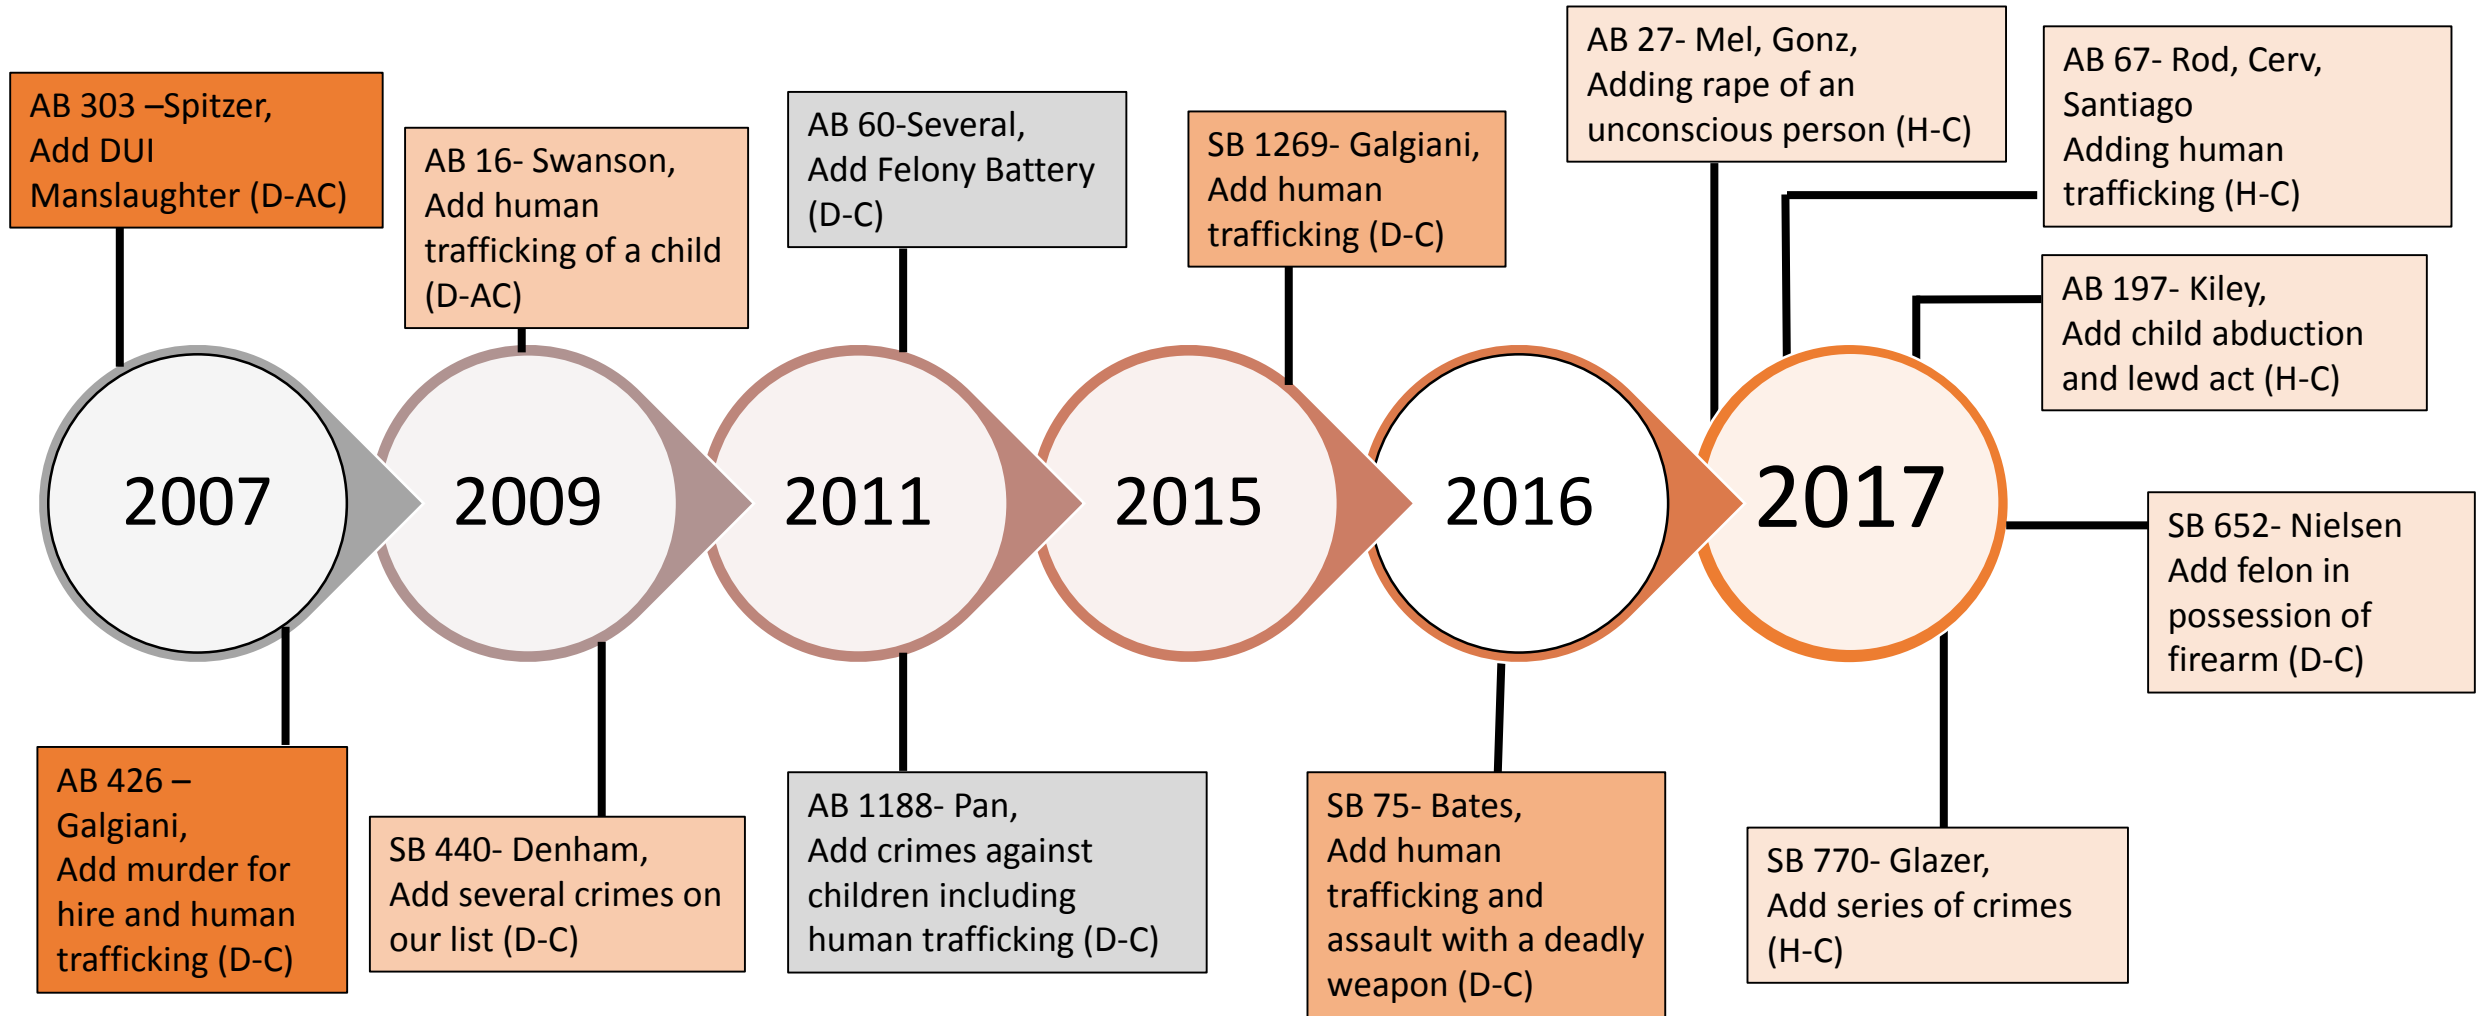 AB 303 –Spitzer,
Add DUI
Manslaughter (D-AC)
AB 16- Swanson,
Add human
trafficking of a child
(D-AC)
AB 60-Several,
Add Felony Battery
(D-C)
SB 1269- Galgiani,
Add human
trafficking (D-C)
AB 27- Mel, Gonz,
Adding rape of an
unconscious person (H-C)
AB 67- Rod, Cerv,
Santiago
Adding human
trafficking (H-C)
AB 197- Kiley,
Add child abduction
and lewd act (H-C)
2007
2009
2011
2015
2016
2017
SB 652- Nielsen
Add felon in
possession of
firearm (D-C)
AB 426 –
Galgiani,
Add murder for
hire and human
trafficking (D-C)
SB 440- Denham,
Add several crimes on
our list (D-C)
AB 1188- Pan,
Add crimes against
children including
human trafficking (D-C)
SB 75- Bates,
Add human
trafficking and
assault with a deadly
weapon (D-C)
SB 770- Glazer,
Add series of crimes
(H-C)